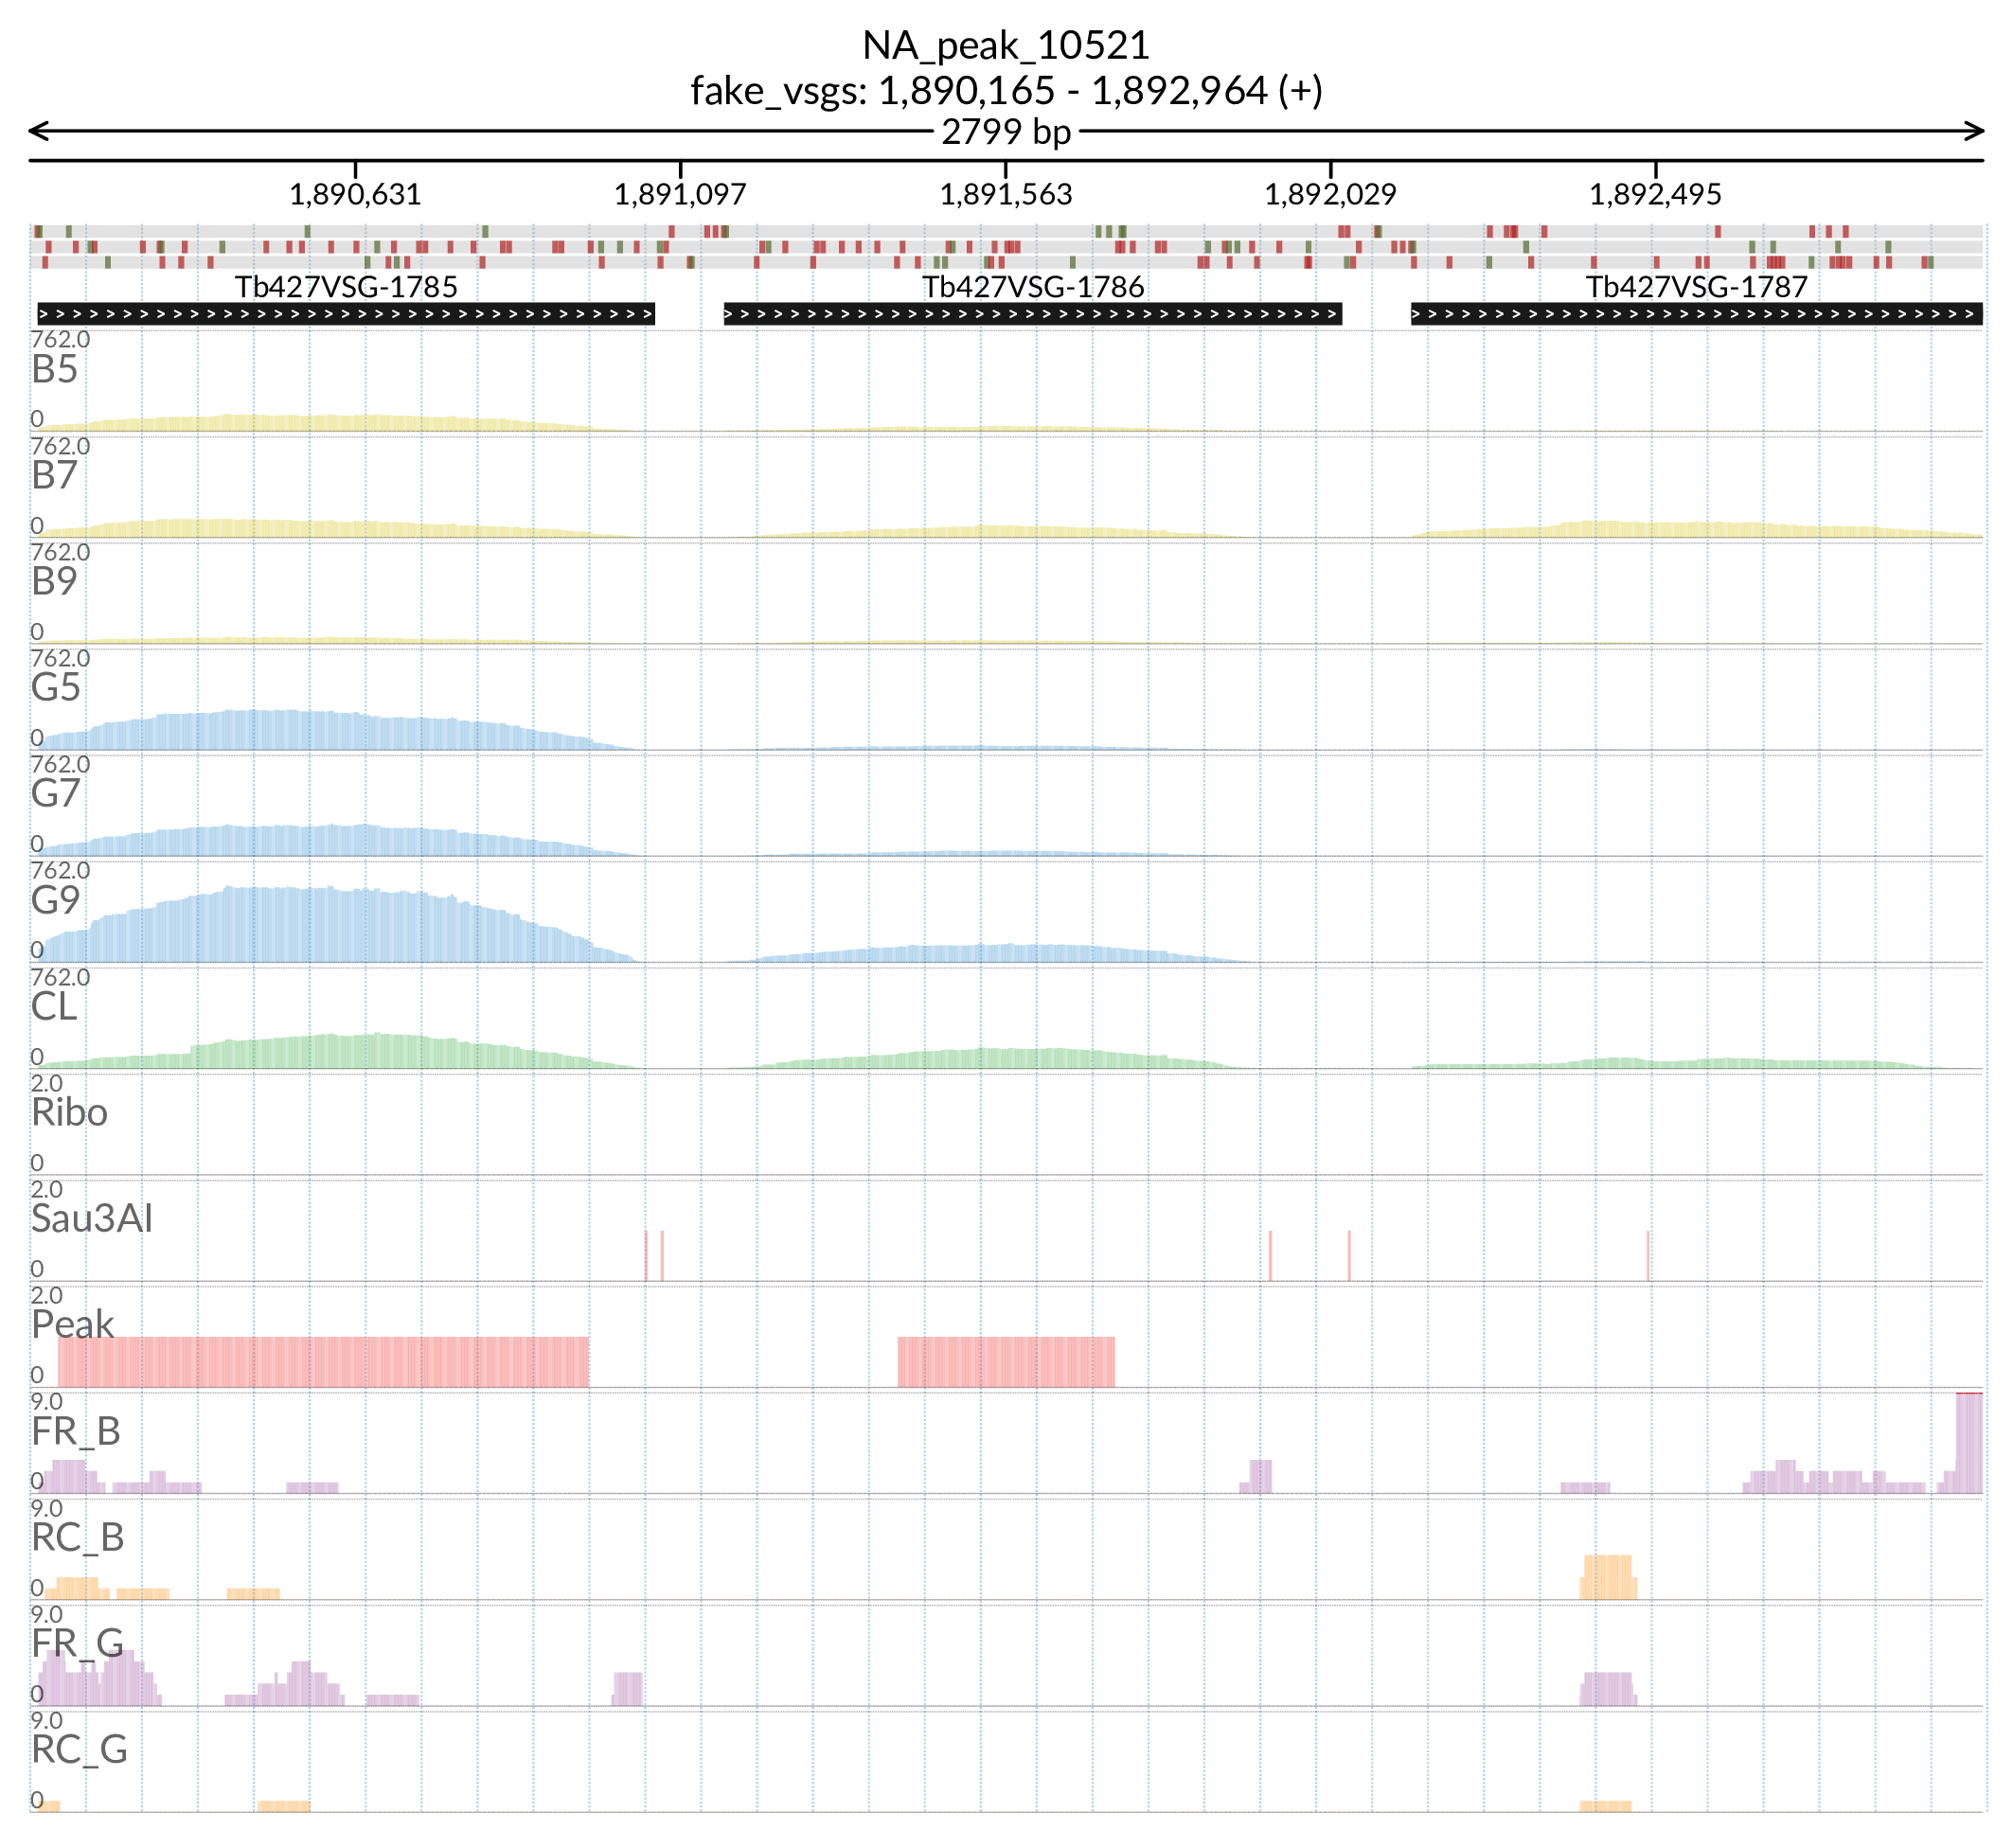 NA_peak_10521
fake_vsgs: 1,890,165 - 1,892,964 (+)
2799 bp
1,890,631 1,891,097 1,891,563 1,892,029 1,892,495
Tb427VSG-1785 Tb427VSG-1786 Tb427VSG-1787
762.0
B5
0
762.0
B7
0
762.0
B9
0
762.0
G5
0
762.0
G7
0
762.0
G9
0
762.0
CL
0
2.0
Ribo
0
2.0
Sau3AI
0
2.0
Peak
0
9.0
FR_B
0
9.0
RC_B
0
9.0
FR_G
0
9.0
RC_G
0